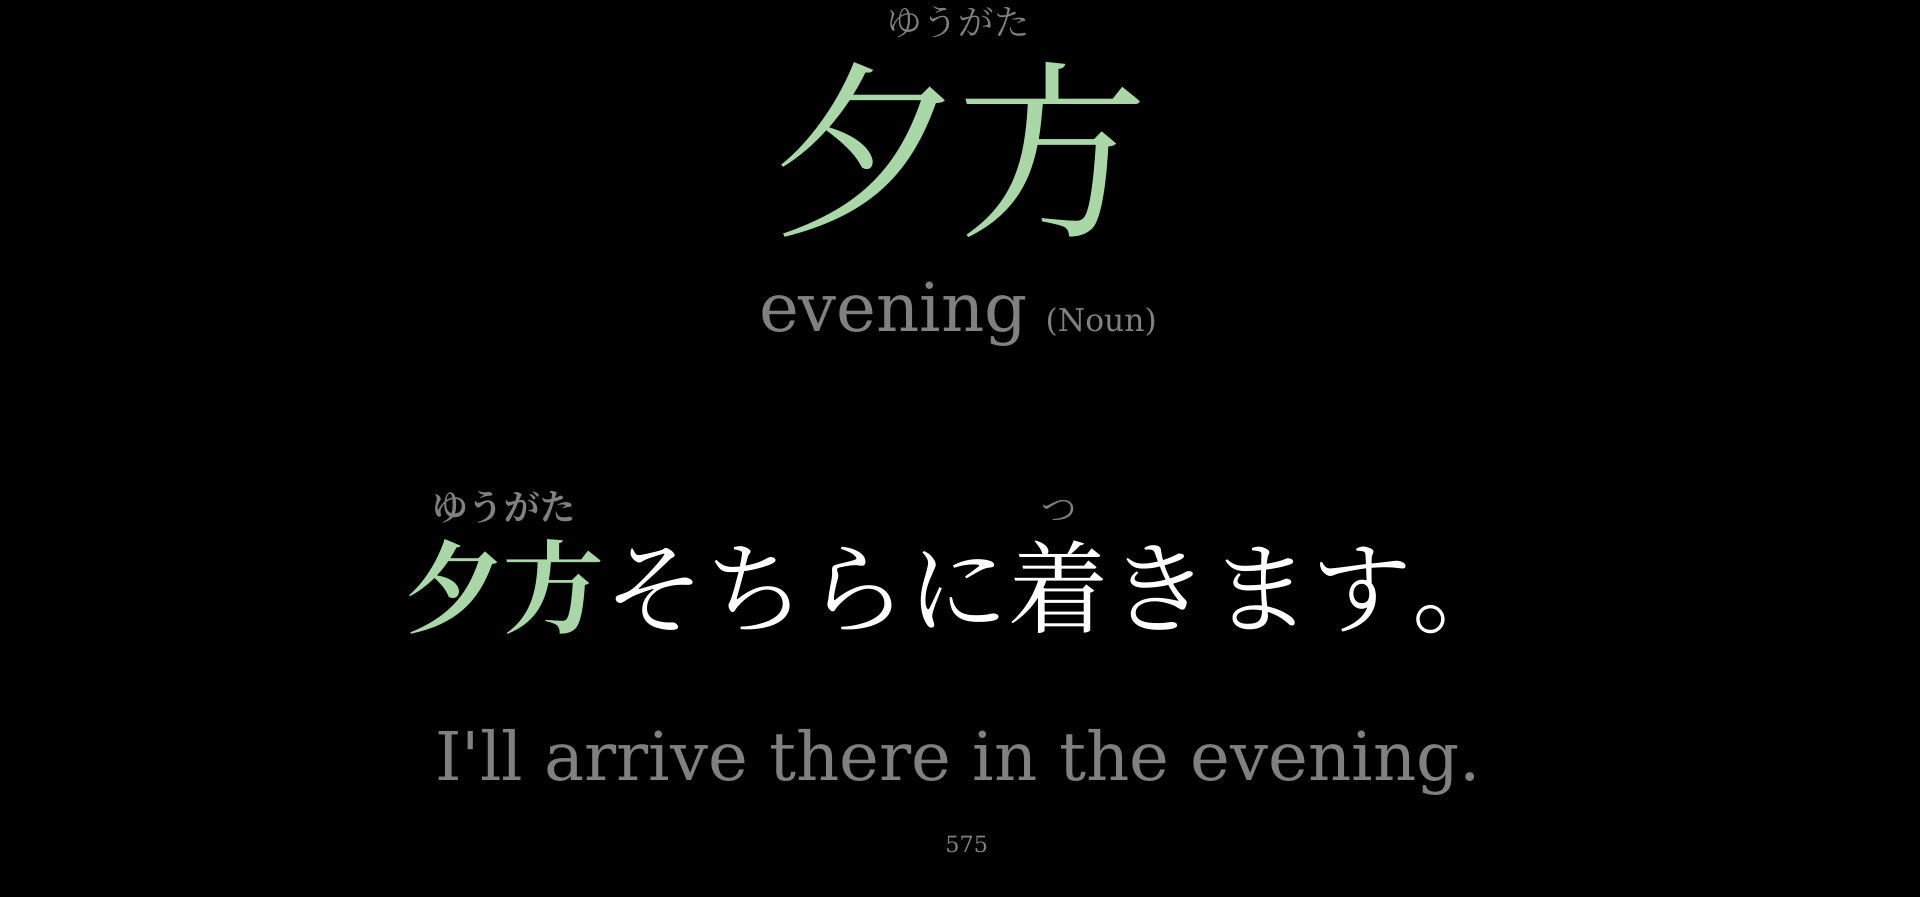 ゆうがた
夕方
evening (Noun)
ゆうがた つ
夕方そちらに着きます。
I'll arrive there in the evening.
575